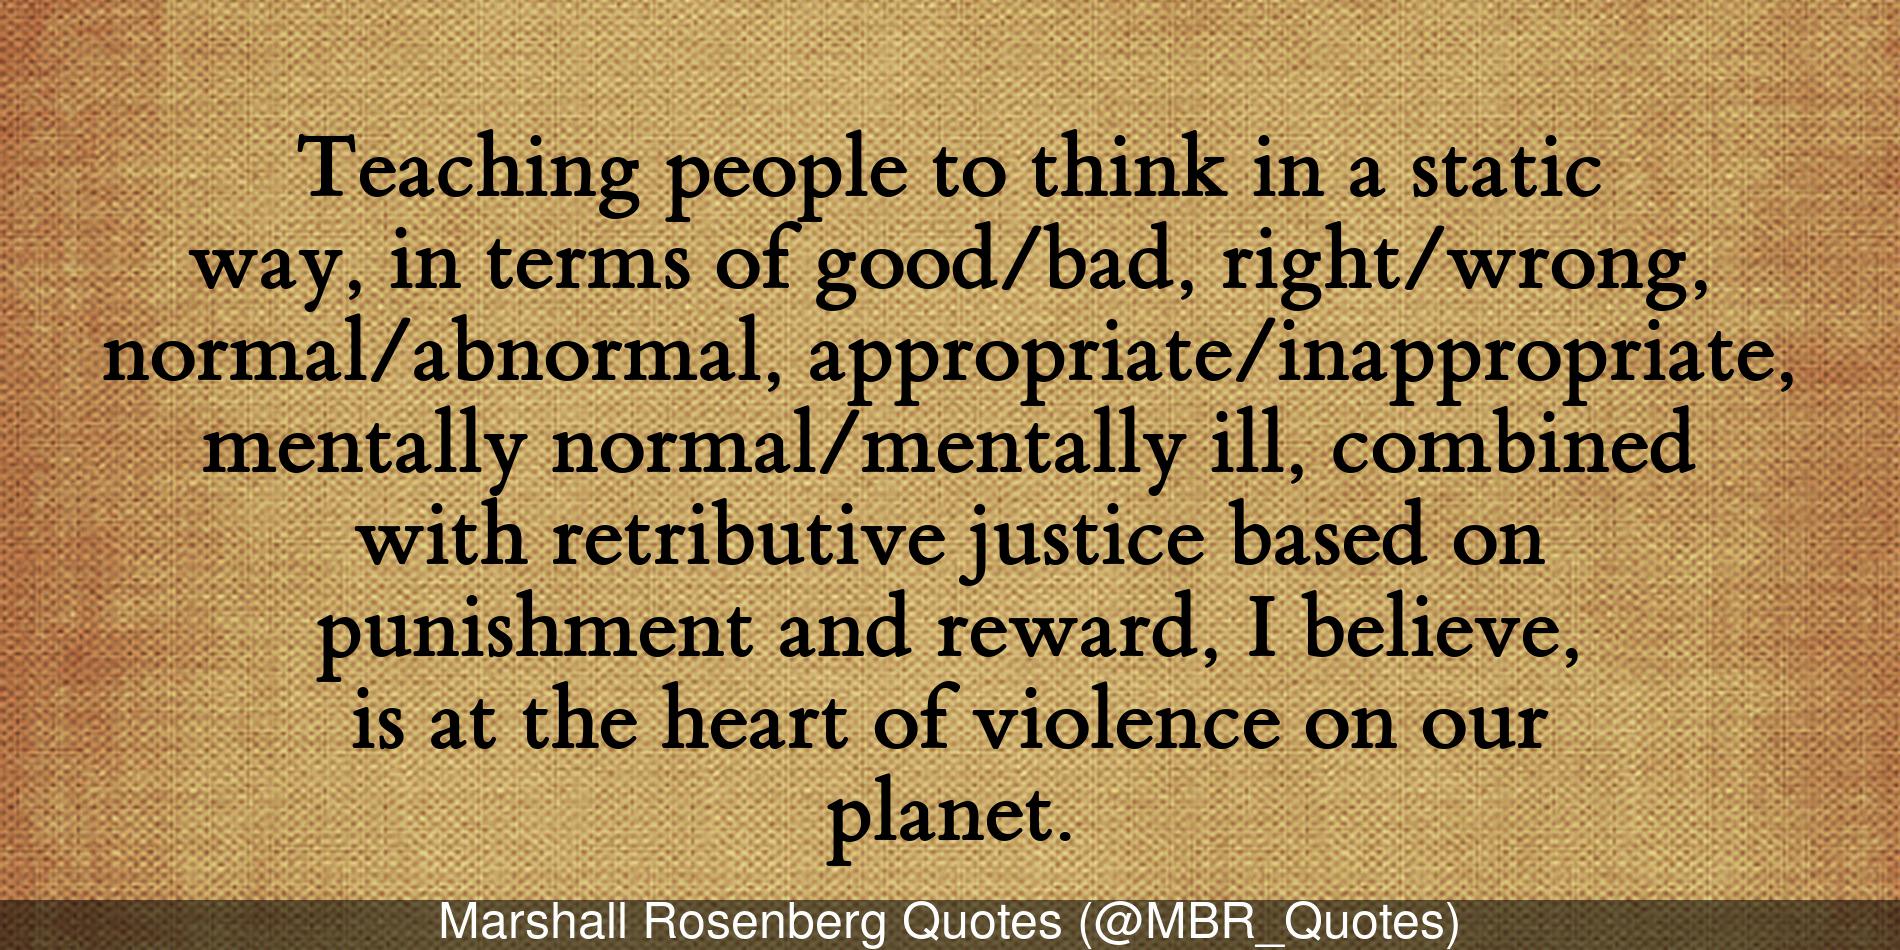 Teaching people to think in a static
way, in terms of good/bad, right/wrong,
normal/abnormal, appropriate/inappropriate,
mentally normal/mentally ill, combined
with retributive justice based on
punishment and reward, I believe,
is at the heart of violence on our
planet.
Marshall Rosenberg Quotes (@MBR_Quotes)